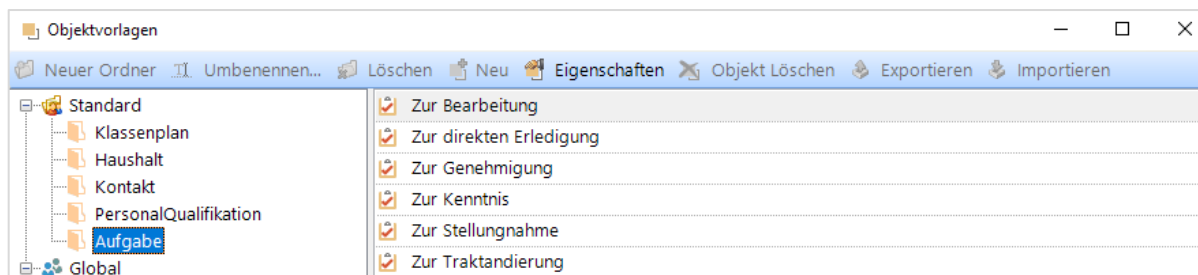 Objektvorlagen
Neuer Ordner Umbenennen... Löschen Neu Eigenschaften Objekt Löschen Exportieren Importieren
Standard
Klassenplan
Haushalt
Kontakt
PersonalQualifikation
Aufgabe
Global
Zur Bearbeitung
Zur direkten Erledigung
Zur Genehmigung
Zur Kenntnis
Zur Stellungnahme
Zur Traktandierung